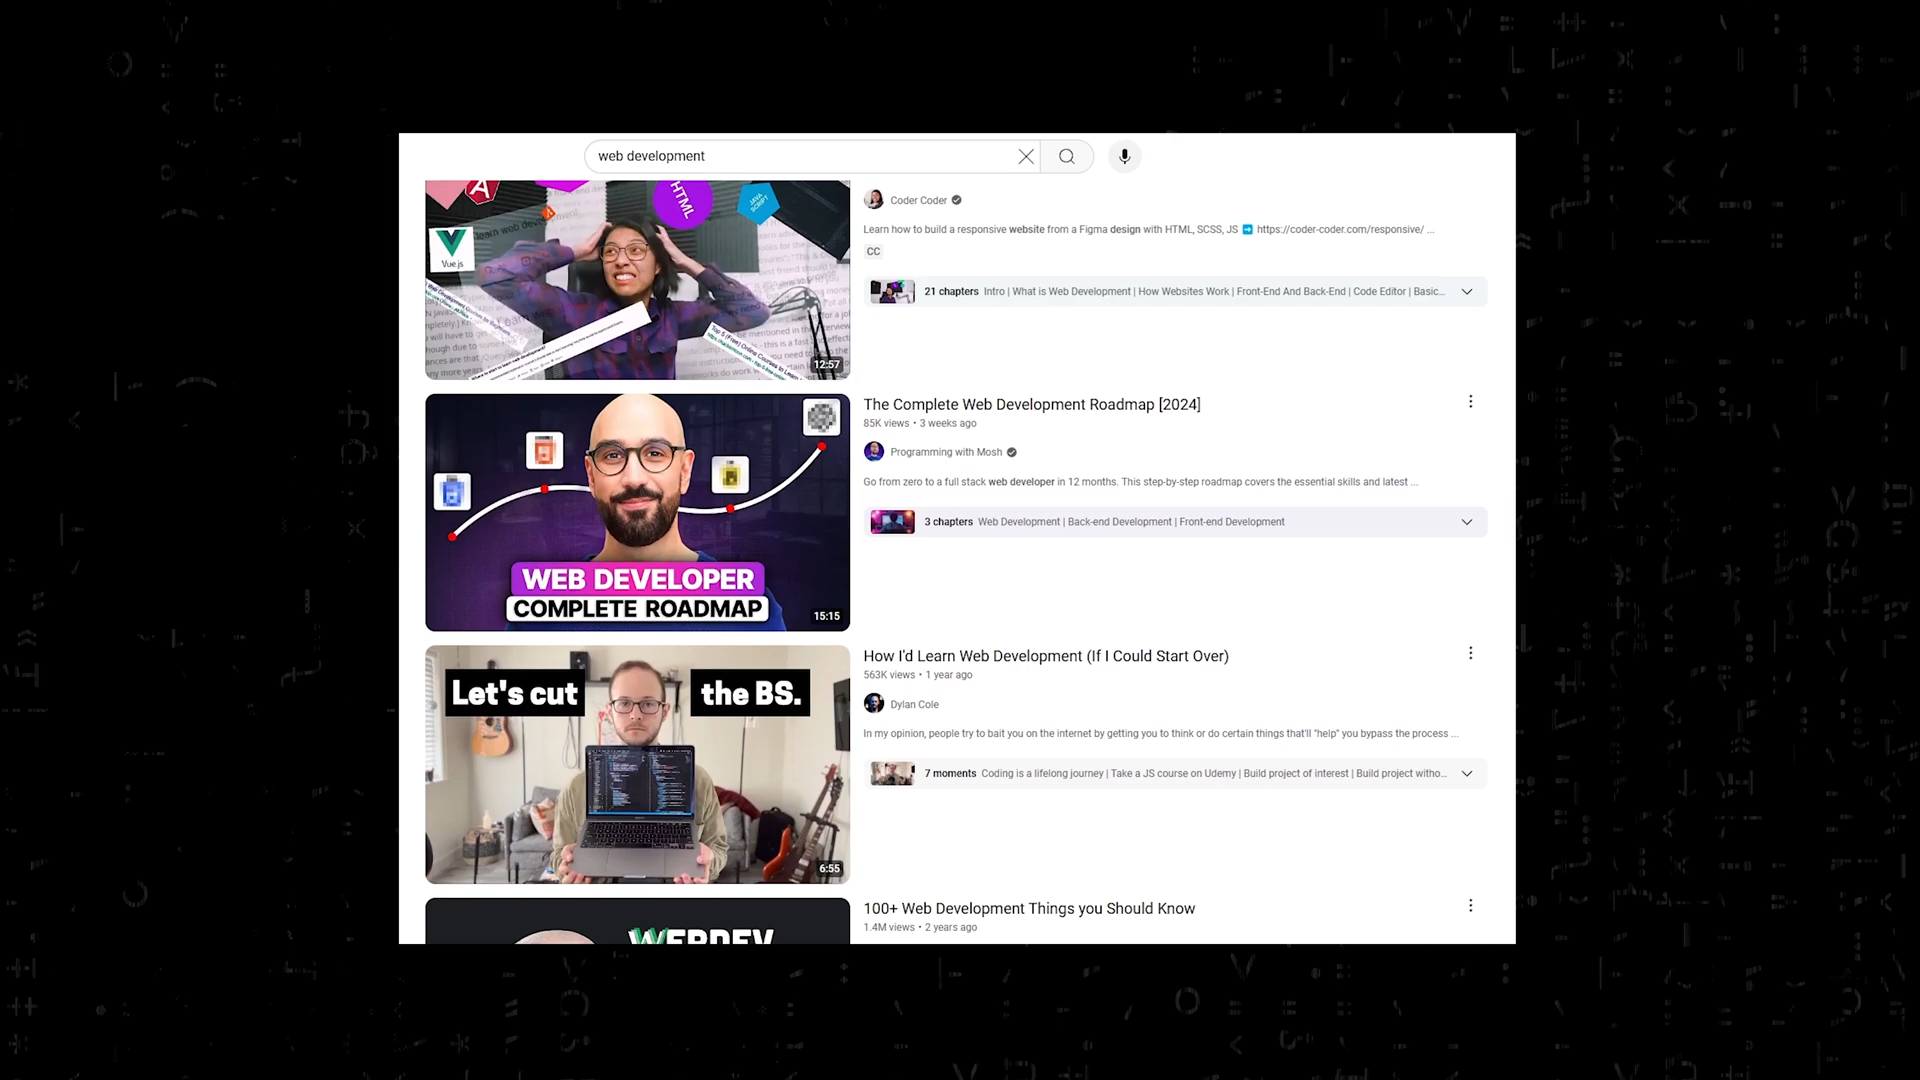 web development
HTML
JAVA
SCRIPT
Vue.js
12:57
Coder Coder
Learn how to build a responsive website from a Figma design with HTML, SCSS, JS ➡ https://coder-coder.com/responsive/ ...
CC
21 chapters Intro | What is Web Development | How Websites Work | Front-End And Back-End | Code Editor | Basic...
WEB DEVELOPER
COMPLETE ROADMAP
15:15
The Complete Web Development Roadmap [2024]
85K views • 3 weeks ago
Programming with Mosh
Go from zero to a full stack web developer in 12 months. This step-by-step roadmap covers the essential skills and latest ...
3 chapters Web Development | Back-end Development | Front-end Development
Let's cut the BS.
6:55
How I'd Learn Web Development (If I Could Start Over)
563K views • 1 year ago
Dylan Cole
In my opinion, people try to bait you on the internet by getting you to think or do certain things that'll "help" you bypass the process ...
7 moments Coding is a lifelong journey | Take a JS course on Udemy | Build project of interest | Build project witho...
WEBDEV
100+ Web Development Things you Should Know
1.4M views • 2 years ago